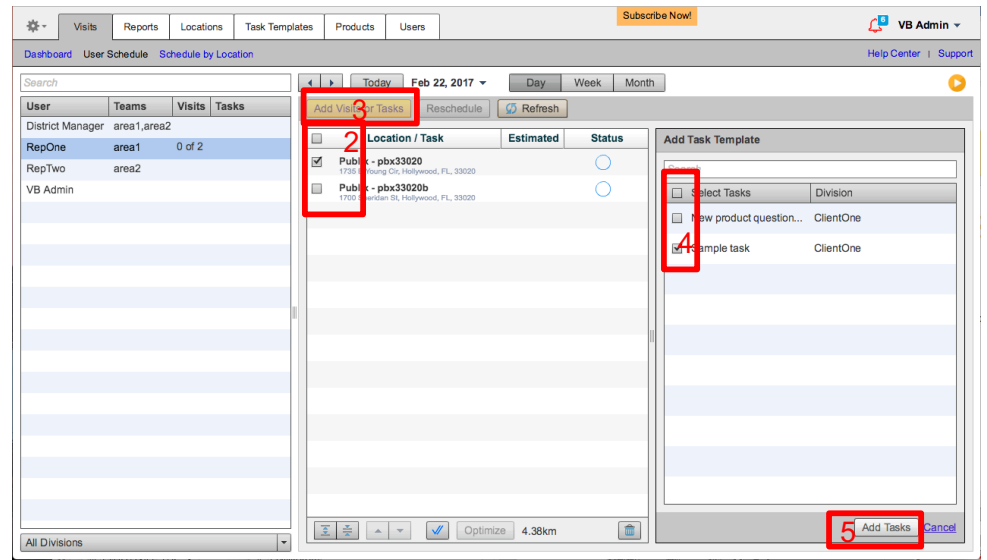 Subscribe Now!
Visits Reports Locations Task Templates Products Users 6 VB Admin
Dashboard User Schedule Schedule by Location Help Center | Support
Search Today Feb 22, 2017 Day Week Month
User Teams Visits Tasks
Add Visits or Tasks Reschedule Refresh
3
District Manager area1,area2
RepOne area1 0 of 2
RepTwo area2
VB Admin
2
Location / Task Estimated Status
Publix - pbx33020
1735 E Young Cir, Hollywood, FL, 33020
Publix - pbx33020b
1700 Sheridan St, Hollywood, FL, 33020
Add Task Template
Search
Select Tasks Division
New product question... ClientOne
4
Sample task ClientOne
All Divisions
Optimize 4.38km
5
Add Tasks Cancel